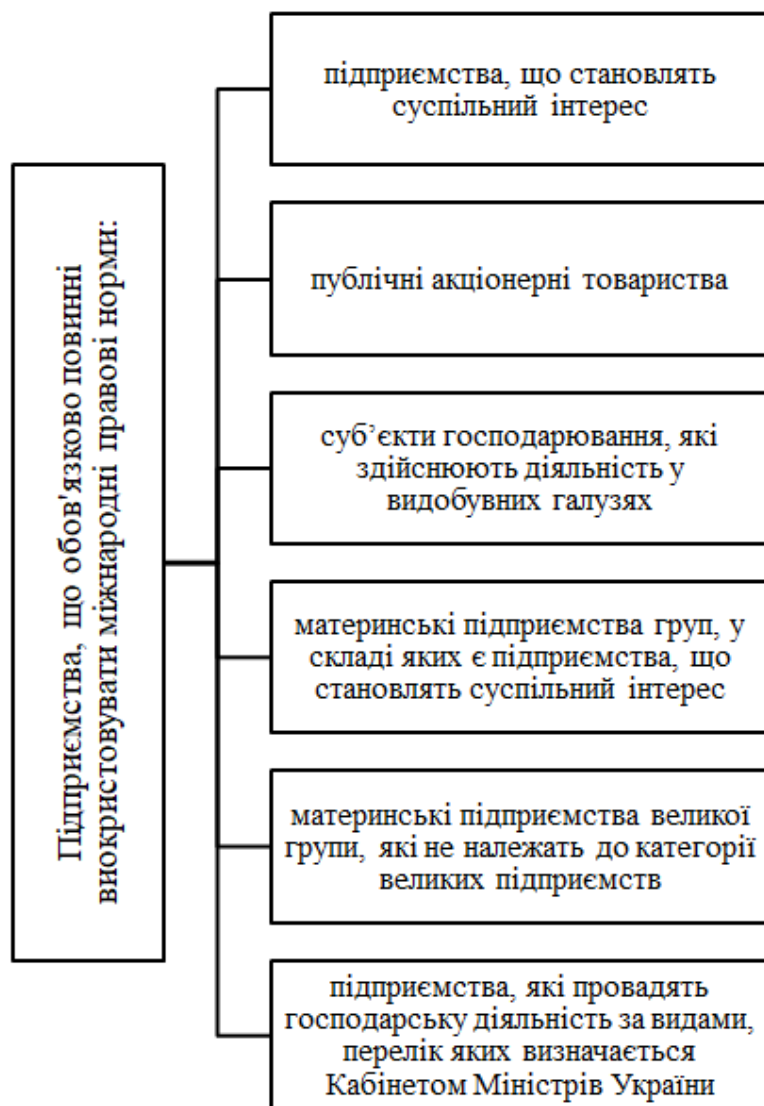 Підприємства, що обов'язково повинні
виокристовувати міжнародні правові норми:
підприємства, що становлять
суспільний інтерес
публічні акціонерні товариства
суб’єкти господарювання, які
здійснюють діяльність у
видобувних галузях
материнські підприємства груп, у
складі яких є підприємства, що
становлять суспільний інтерес
материнські підприємства великої
групи, які не належать до категорії
великих підприємств
підприємства, які провадять
господарську діяльність за видами,
перелік яких визначається
Кабінетом Міністрів України